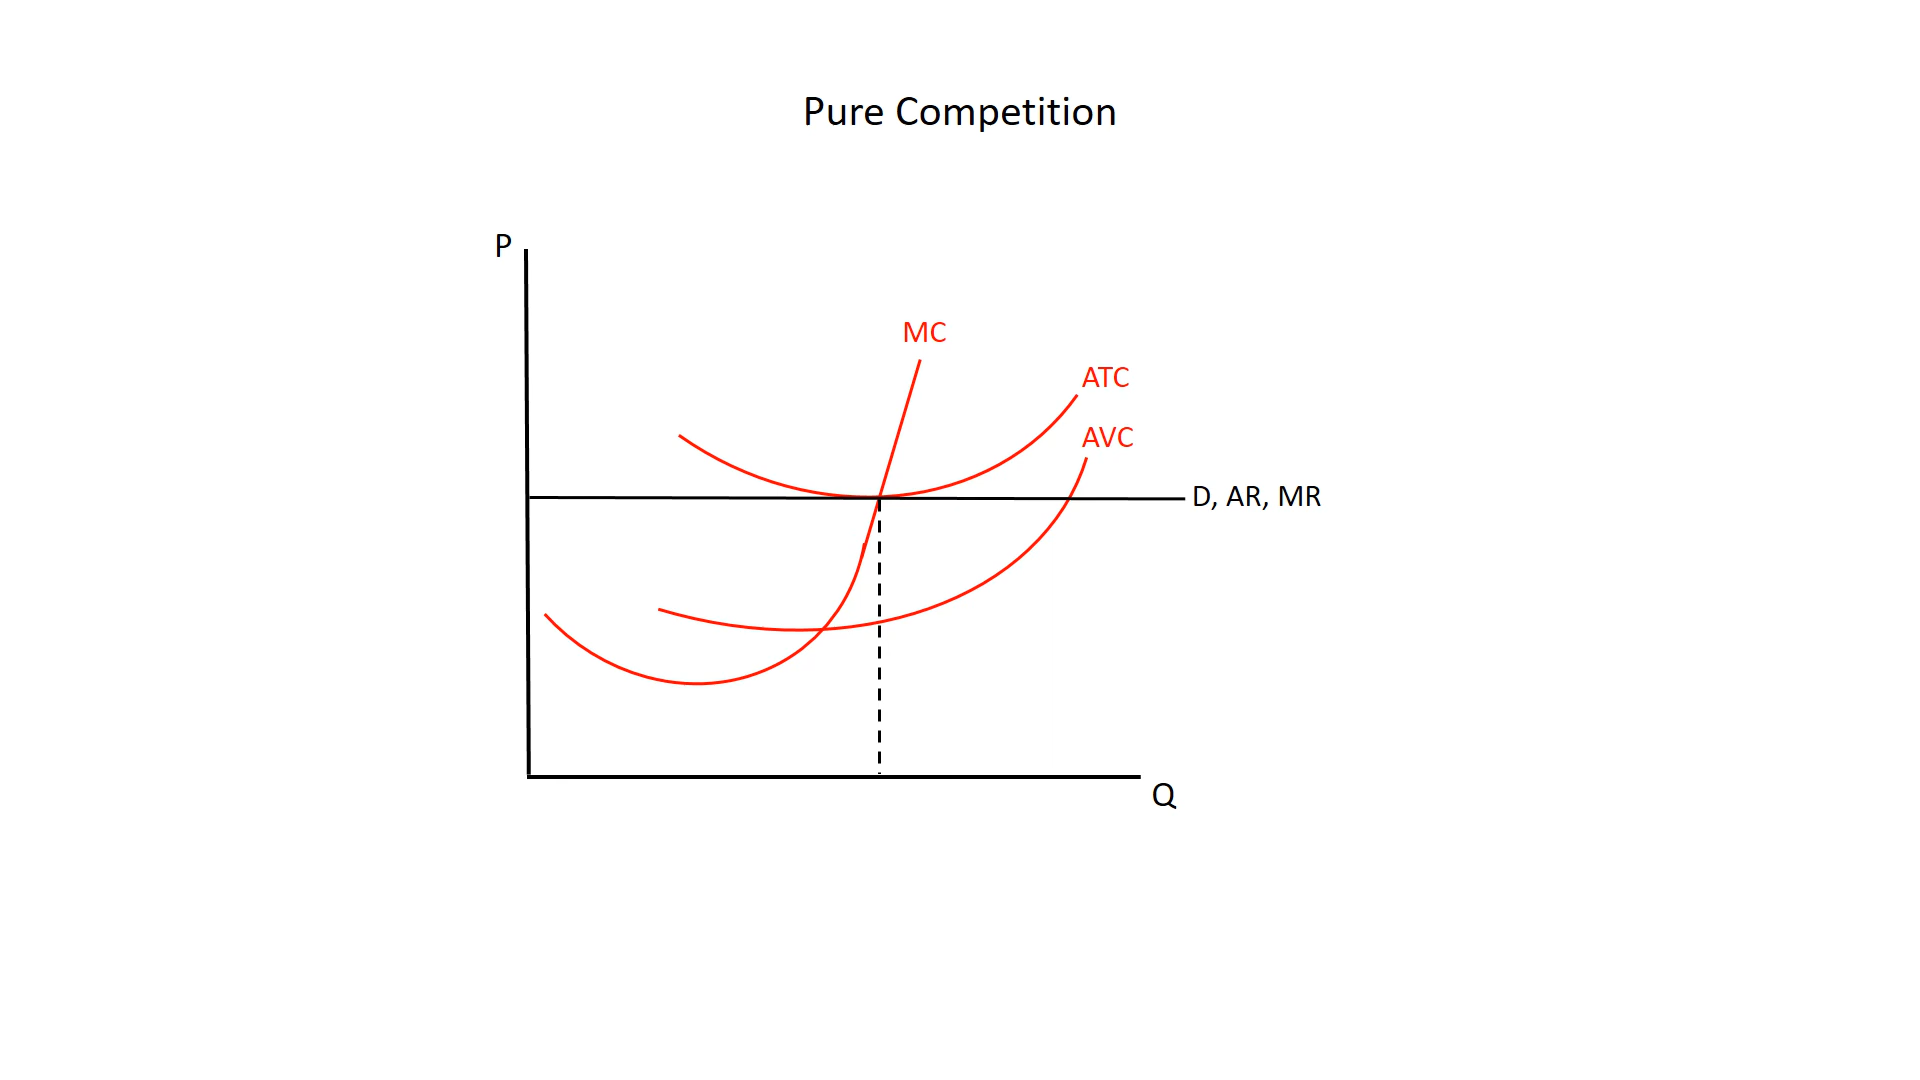 Pure Competition
P
MC
ATC
AVC
D, AR, MR
Q